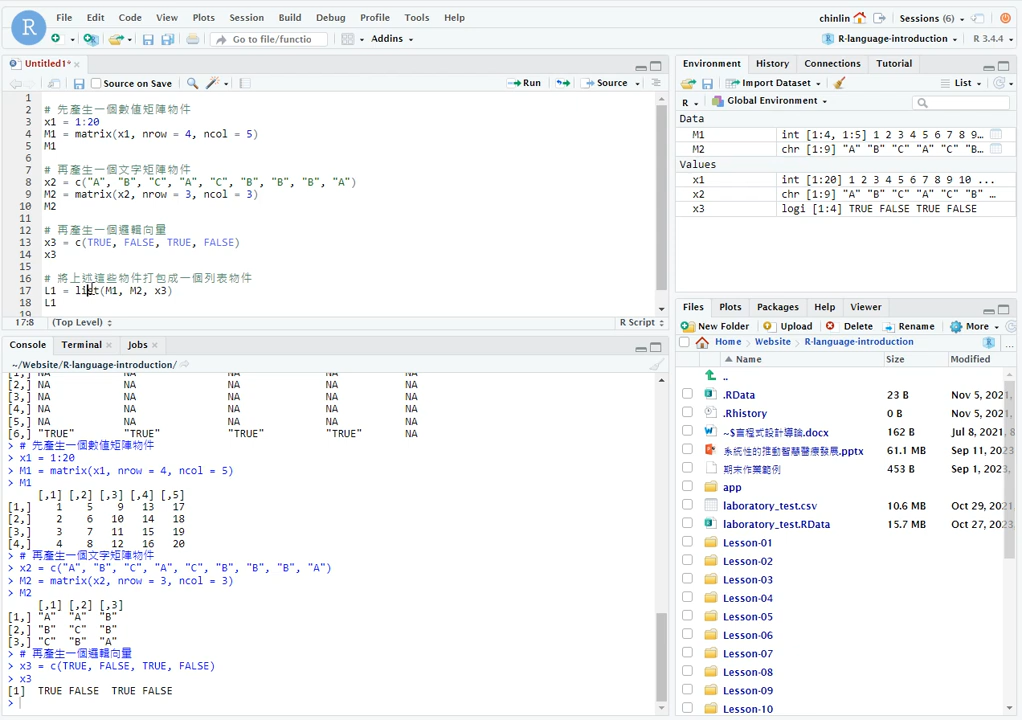 File Edit Code View Plots Session Build Debug Profile Tools Help
chinlin Sessions (6)
Go to file/functio Addins
R-language-introduction R 3.4.4
Untitled1*
Source on Save Run Source
1
2 # 先產生一個數值矩陣物件
3 x1 = 1:20
4 M1 = matrix(x1, nrow = 4, ncol = 5)
5 M1
6
7 # 再產生一個文字矩陣物件
8 x2 = c("A", "B", "C", "A", "C", "B", "B", "B", "A")
9 M2 = matrix(x2, nrow = 3, ncol = 3)
10 M2
11
12 # 再產生一個邏輯向量
13 x3 = c(TRUE, FALSE, TRUE, FALSE)
14 x3
15
16 # 將上述這些物件打包成一個列表物件
17 L1 = list(M1, M2, x3)
18 L1
19
17:8 (Top Level) R Script
Console Terminal Jobs
~/Website/R-language-introduction/
[1,] NA NA NA NA NA
[2,] NA NA NA NA NA
[3,] NA NA NA NA NA
[4,] NA NA NA NA NA
[5,] NA NA NA NA NA
[6,] "TRUE" "TRUE" "TRUE" "TRUE" NA
> # 先產生一個數值矩陣物件
> x1 = 1:20
> M1 = matrix(x1, nrow = 4, ncol = 5)
> M1
[,1] [,2] [,3] [,4] [,5]
[1,] 1 5 9 13 17
[2,] 2 6 10 14 18
[3,] 3 7 11 15 19
[4,] 4 8 12 16 20
> # 再產生一個文字矩陣物件
> x2 = c("A", "B", "C", "A", "C", "B", "B", "B", "A")
> M2 = matrix(x2, nrow = 3, ncol = 3)
> M2
[,1] [,2] [,3]
[1,] "A" "A" "B"
[2,] "B" "C" "B"
[3,] "C" "B" "A"
> # 再產生一個邏輯向量
> x3 = c(TRUE, FALSE, TRUE, FALSE)
> x3
[1] TRUE FALSE TRUE FALSE
>
Environment History Connections Tutorial
Import Dataset List
R Global Environment
Data
M1 int [1:4, 1:5] 1 2 3 4 5 6 7 8 9…
M2 chr [1:9] "A" "B" "C" "A" "C" "B…
Values
x1 int [1:20] 1 2 3 4 5 6 7 8 9 10 ...
x2 chr [1:9] "A" "B" "C" "A" "C" "B" …
x3 logi [1:4] TRUE FALSE TRUE FALSE
Files Plots Packages Help Viewer
New Folder Upload Delete Rename More
Home Website R-language-introduction ...
Name Size Modified
..
.RData 23 B Nov 5, 2021,
.Rhistory 0 B Nov 5, 2021,
~$言程式設計導論.docx 162 B Jul 8, 2021, 8
系統性的推動智慧醫療發展.pptx 61.1 MB Sep 11, 2023
期末作業範例 453 B Sep 1, 2023,
app
laboratory_test.csv 10.6 MB Oct 29, 2021
laboratory_test.RData 15.7 MB Oct 27, 2023
Lesson-01
Lesson-02
Lesson-03
Lesson-04
Lesson-05
Lesson-06
Lesson-07
Lesson-08
Lesson-09
Lesson-10